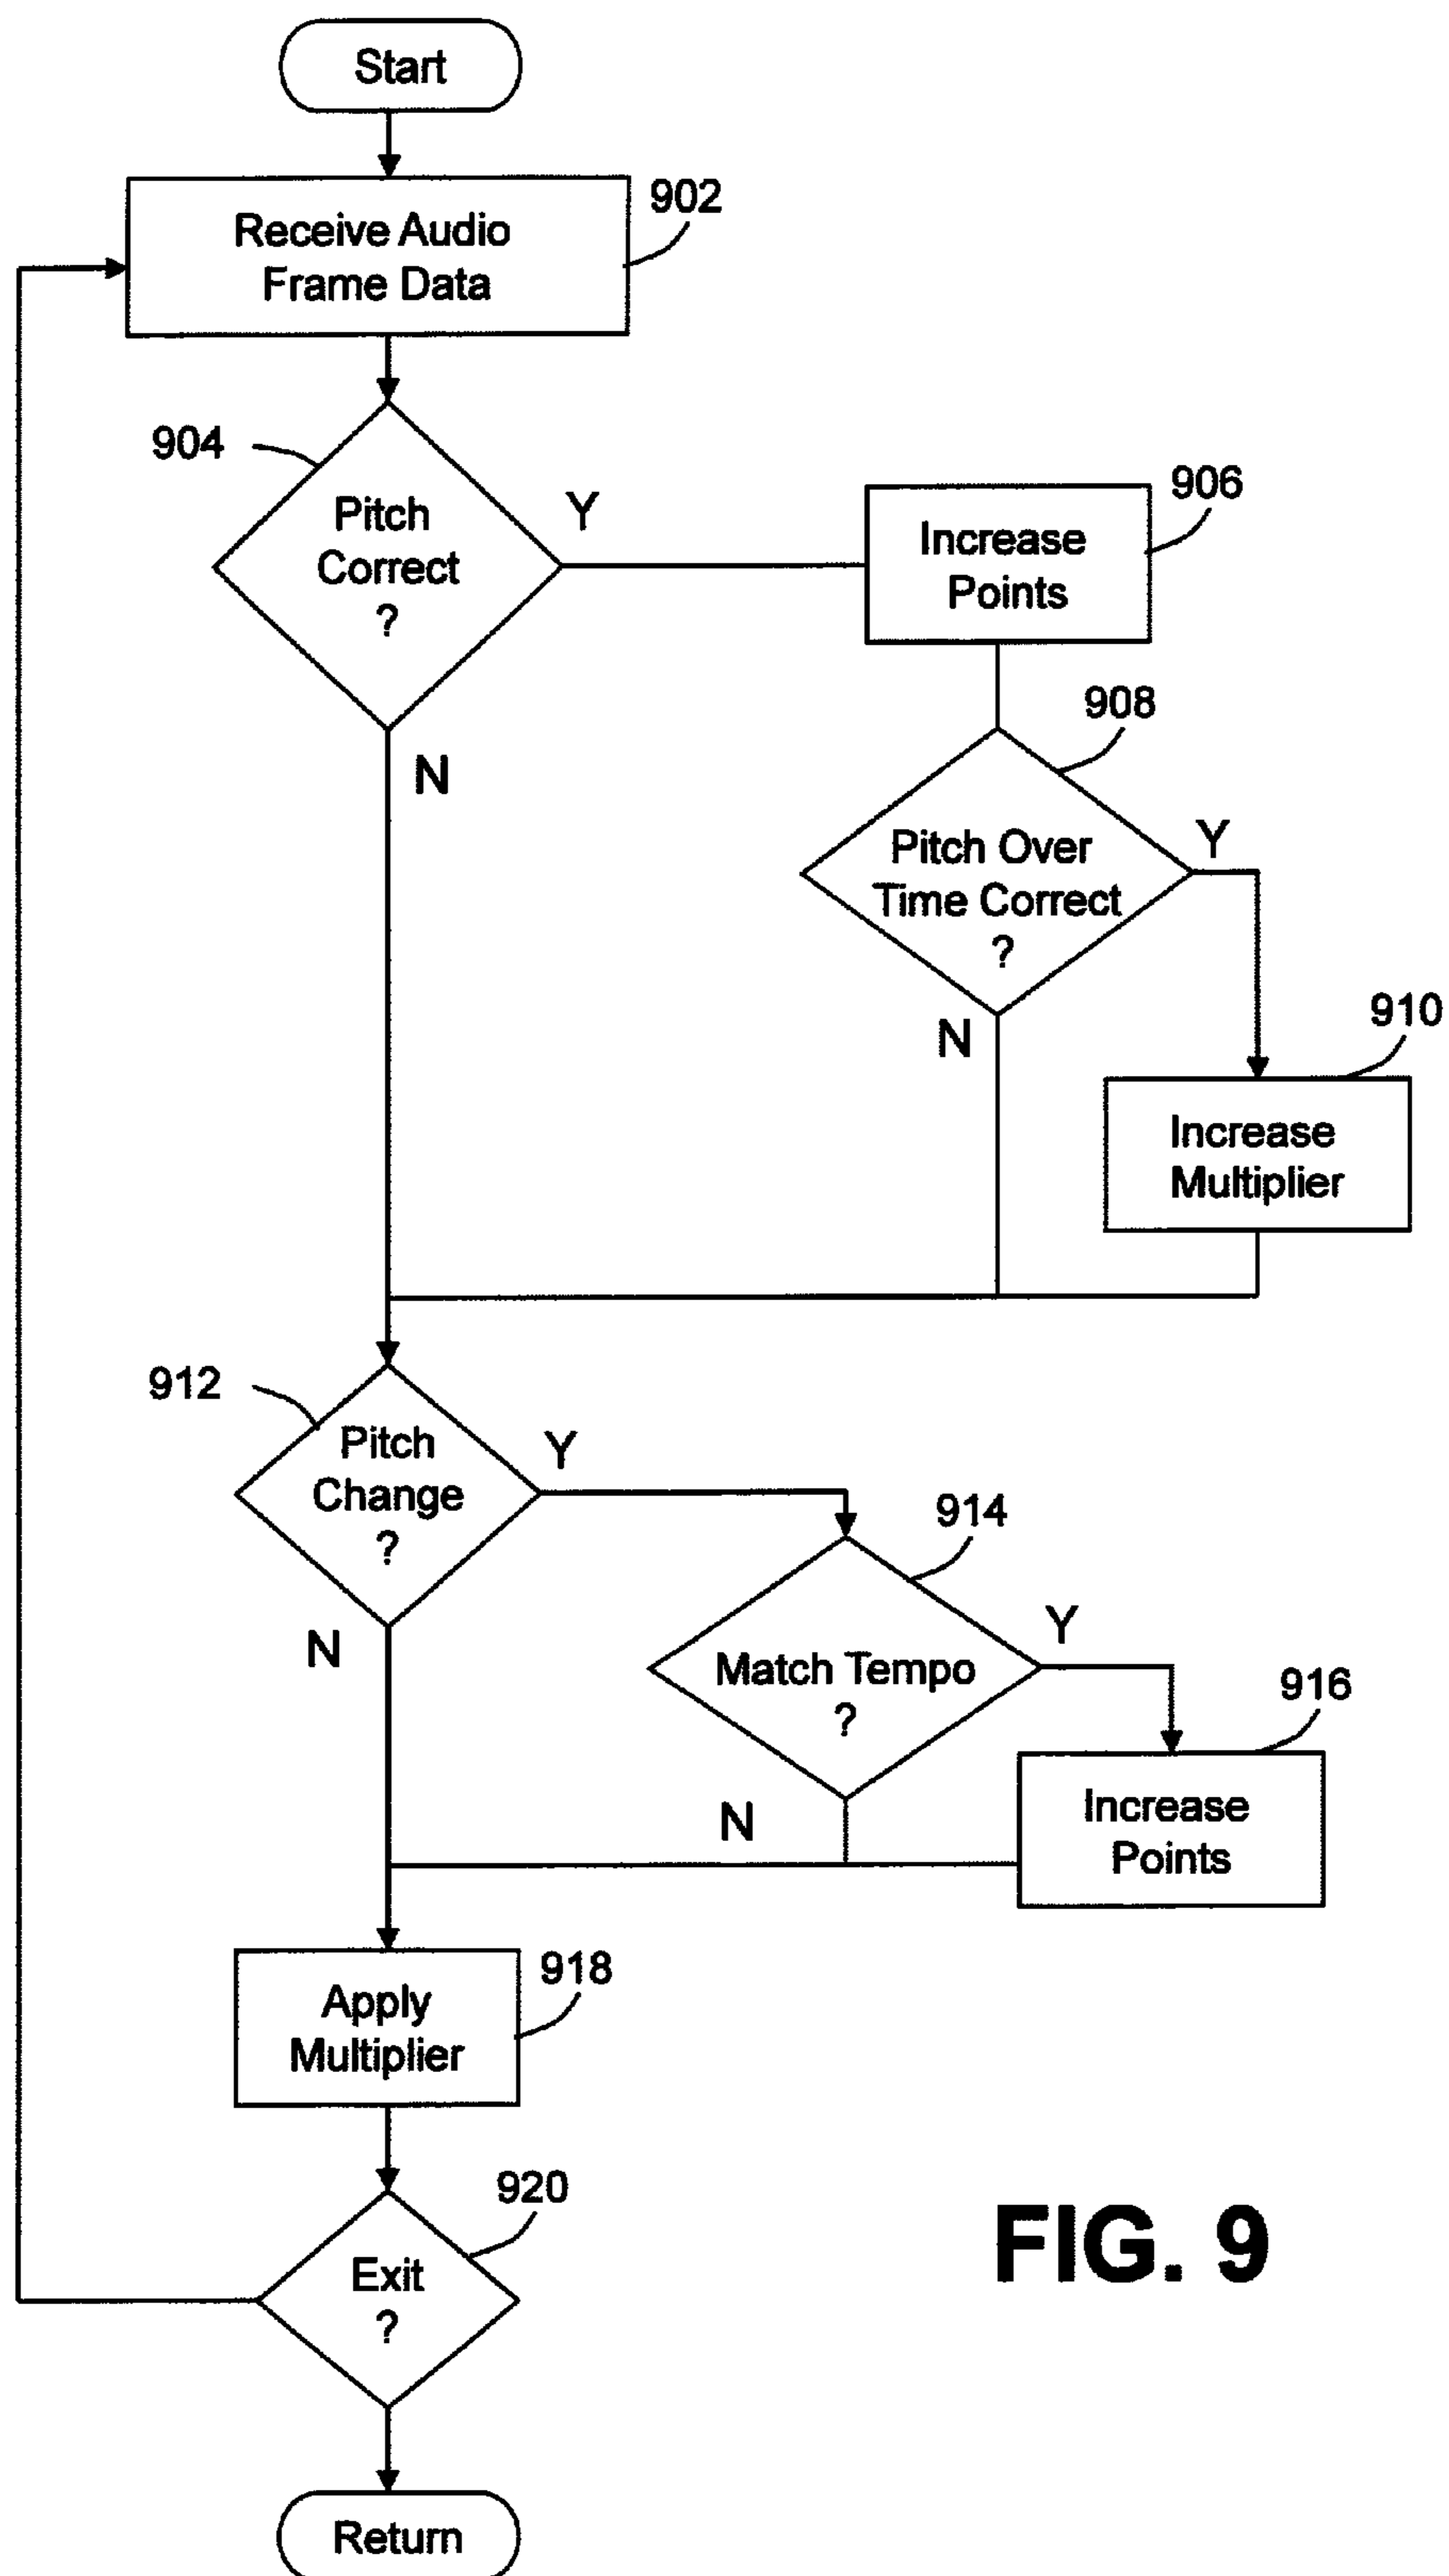 Start
Receive Audio
Frame Data
902
904
Pitch
Correct
?
Y
N
Increase
Points
906
908
Pitch Over
Time Correct
?
Y
N
910
Increase
Multiplier
912
Pitch
Change
?
Y
N
914
Match Tempo
?
Y
N
916
Increase
Points
Apply
Multiplier
918
920
Exit
?
Return
FIG. 9